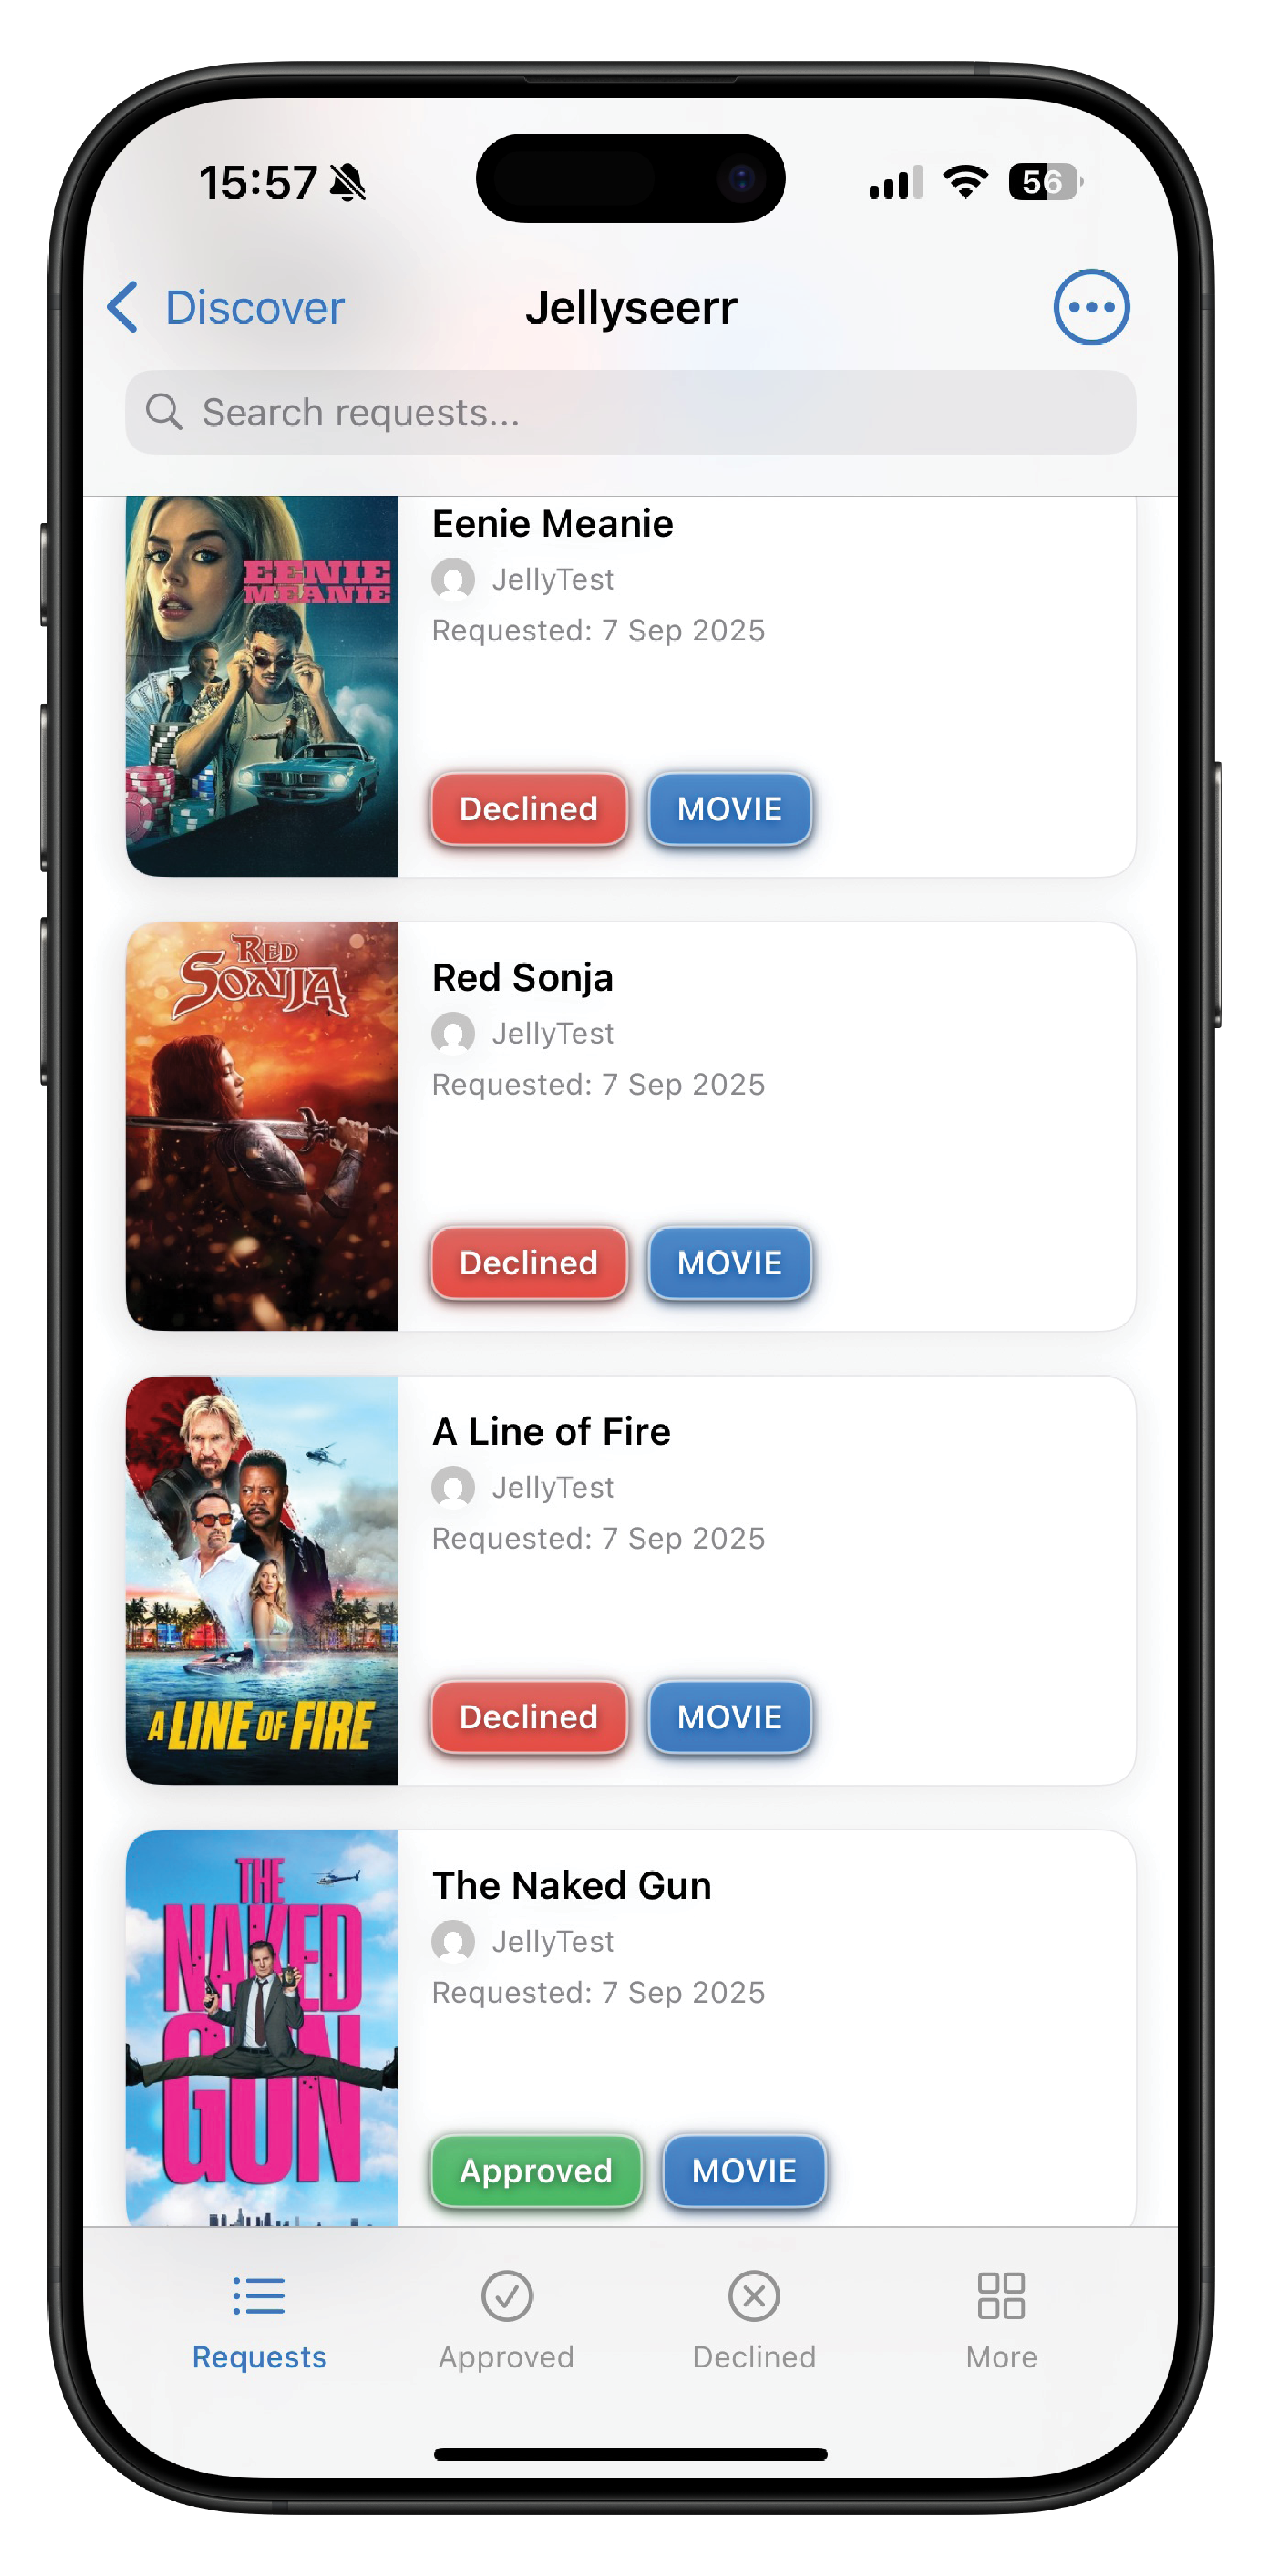 15:57
56
Discover
Jellyseerr
Search requests...
EENIE
MEANIE
Eenie Meanie
JellyTest
Requested: 7 Sep 2025
Declined
MOVIE
RED
SONJA
Red Sonja
JellyTest
Requested: 7 Sep 2025
Declined
MOVIE
A LINE OF FIRE
A Line of Fire
JellyTest
Requested: 7 Sep 2025
Declined
MOVIE
THE
NAKED
GUN
The Naked Gun
JellyTest
Requested: 7 Sep 2025
Approved
MOVIE
Requests
Approved
Declined
More